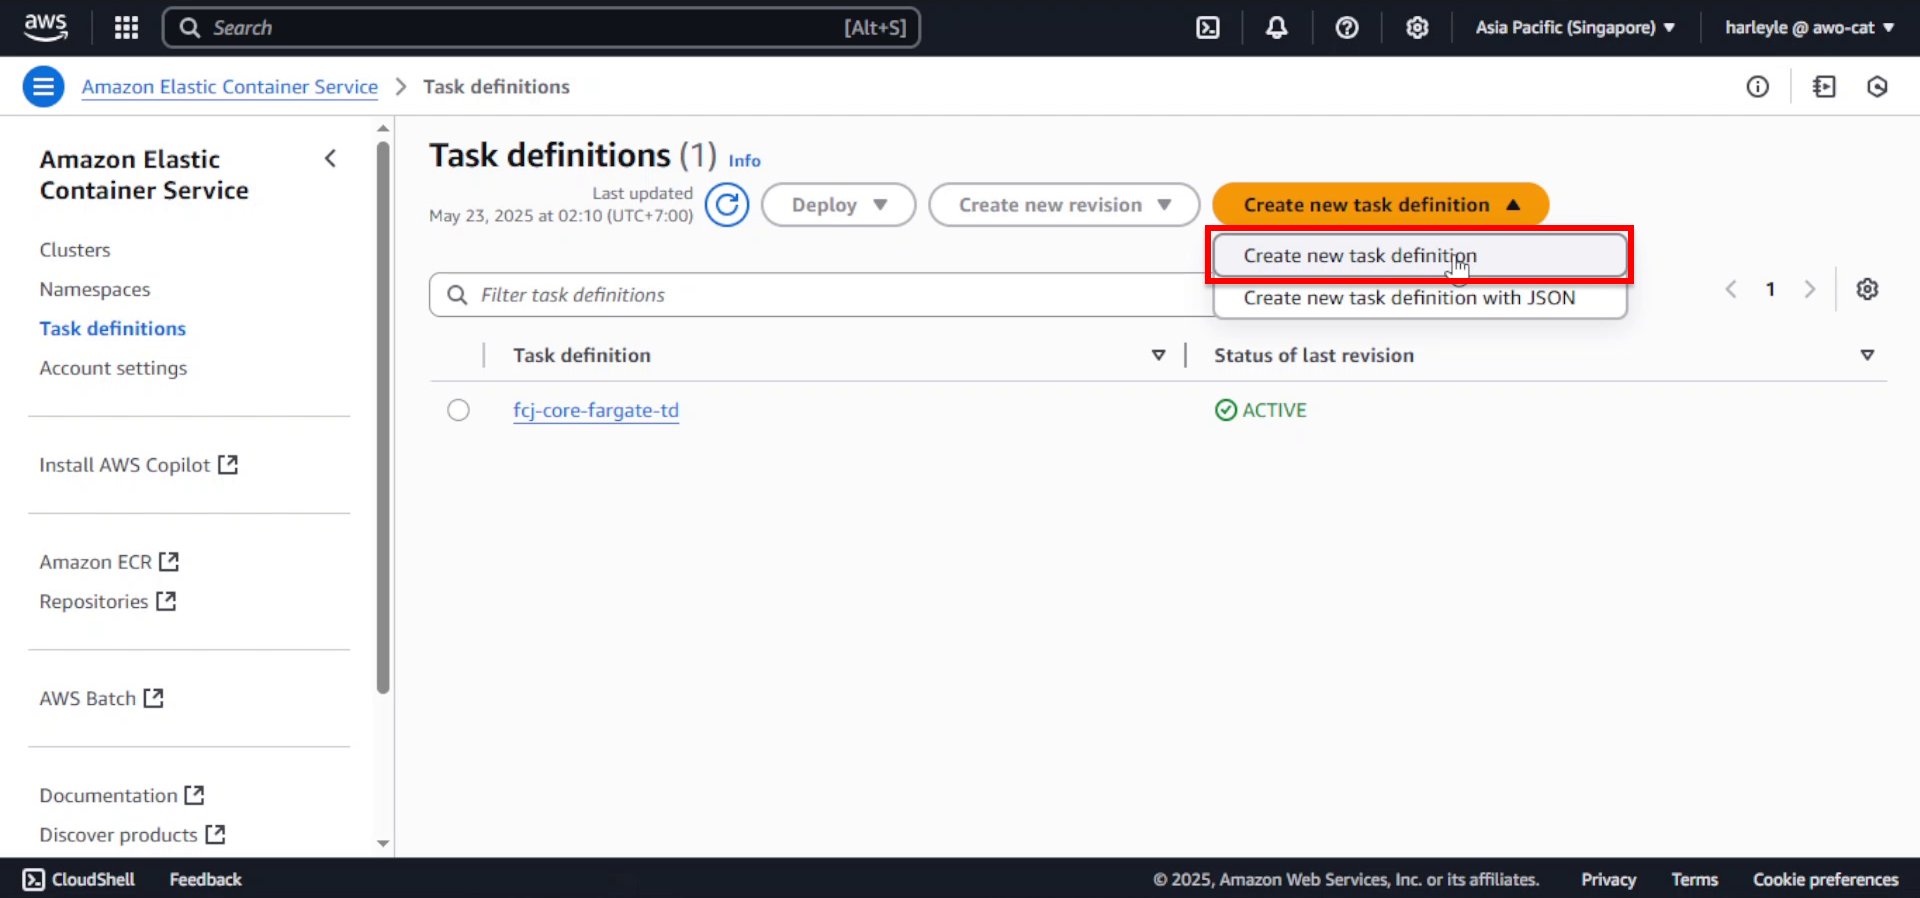 aws
Search [Alt+S]
Asia Pacific (Singapore)
harleyle @ awo-cat
Amazon Elastic Container Service
Task definitions
Amazon Elastic
Container Service
Clusters
Namespaces
Task definitions
Account settings
Install AWS Copilot
Amazon ECR
Repositories
AWS Batch
Documentation
Discover products
Task definitions (1) Info
Last updated
May 23, 2025 at 02:10 (UTC+7:00)
Deploy
Create new revision
Create new task definition
Create new task definition
Create new task definition with JSON
Filter task definitions
1
Task definition
Status of last revision
fcj-core-fargate-td
ACTIVE
CloudShell
Feedback
© 2025, Amazon Web Services, Inc. or its affiliates.
Privacy
Terms
Cookie preferences